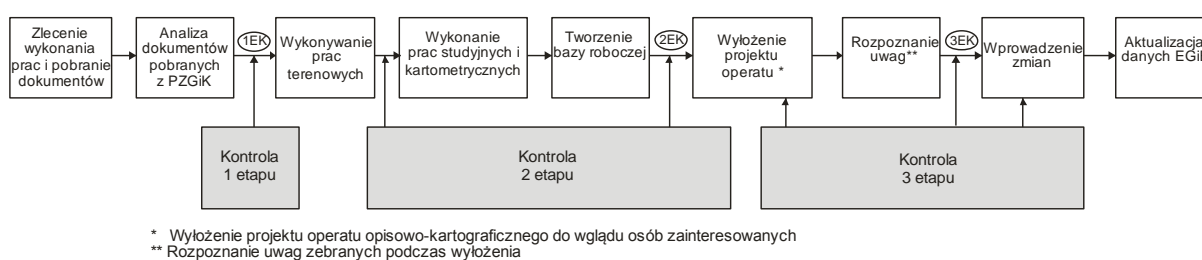 Zlecenie
wykonania
prac i pobranie
dokumentów
Analiza
dokumentów
pobranych
z PZGiK
1EK
Wykonywanie
prac
terenowych
Wykonanie
prac studyjnych i
kartometrycznych
Tworzenie
bazy roboczej
2EK
Wyłożenie
projektu
operatu *
Rozpoznanie
uwag**
3EK
Wprowadzenie
zmian
Aktualizacja
danych EGiB
Kontrola
1 etapu
Kontrola
2 etapu
Kontrola
3 etapu
* Wyłożenie projektu operatu opisowo-kartograficznego do wglądu osób zainteresowanych
** Rozpoznanie uwag zebranych podczas wyłożenia